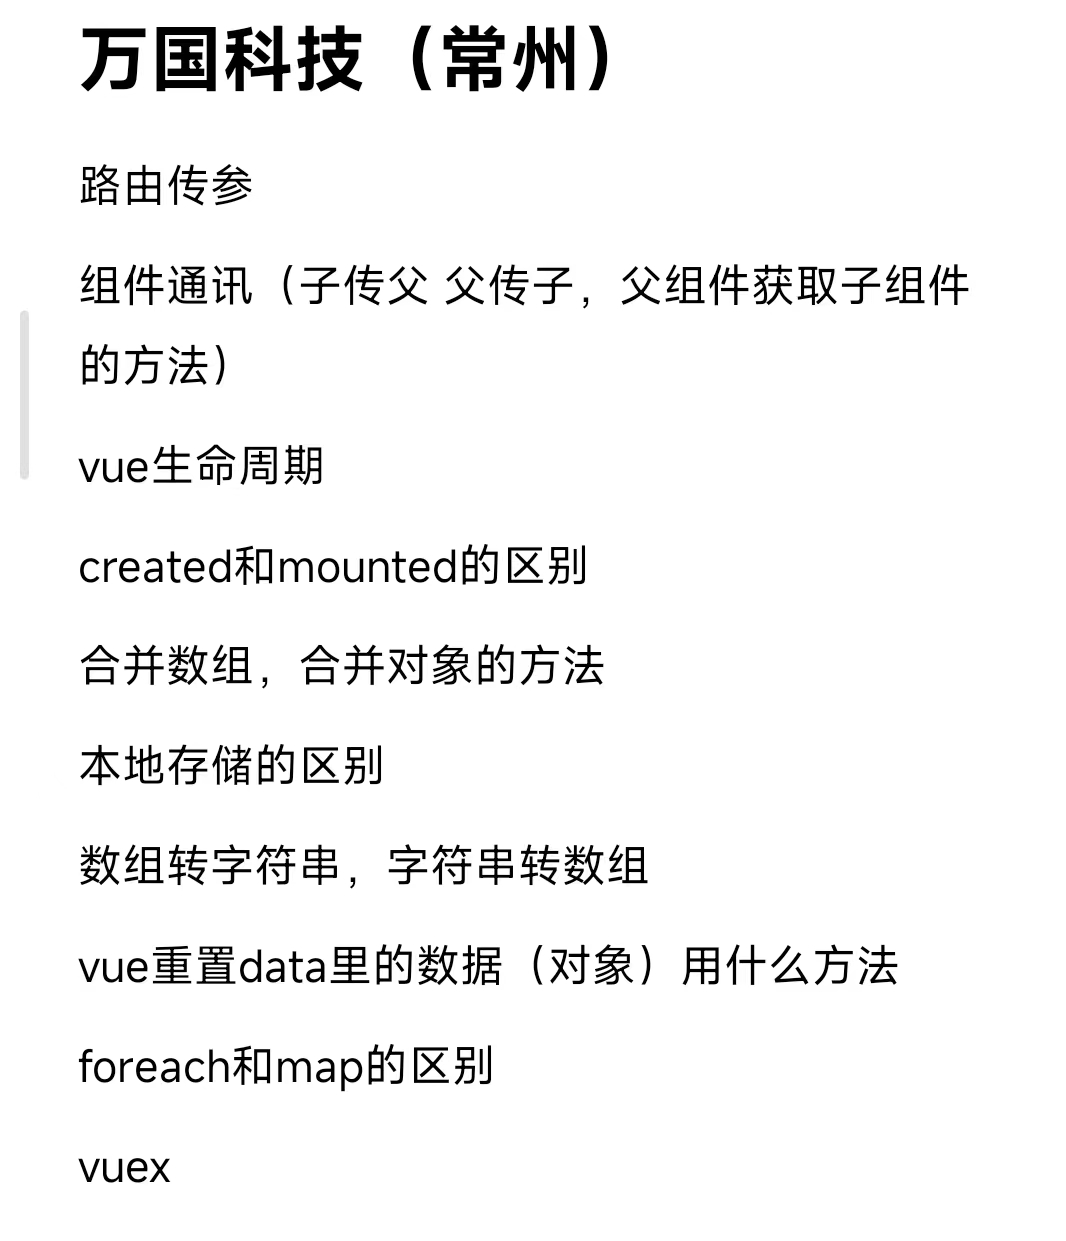 万国科技（常州）
路由传参
组件通讯（子传父 父传子，父组件获取子组件
的方法）
vue生命周期
created和mounted的区别
合并数组，合并对象的方法
本地存储的区别
数组转字符串，字符串转数组
vue重置data里的数据（对象）用什么方法
foreach和map的区别
vuex